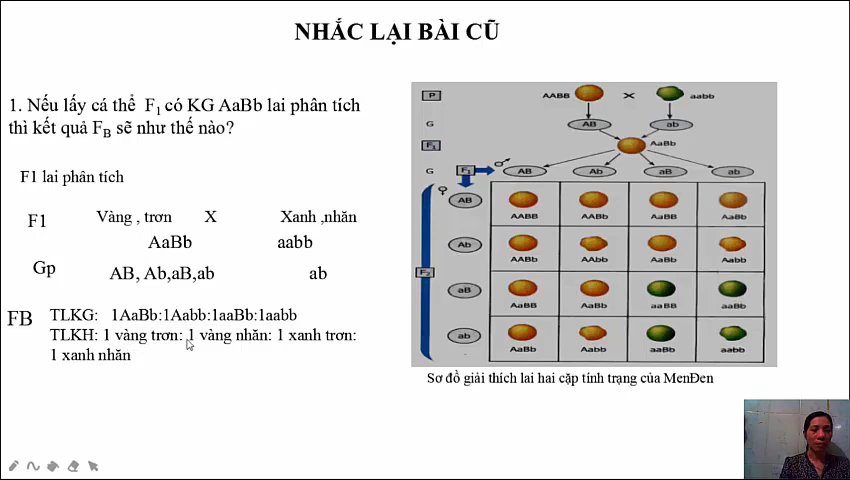 NHẮC LẠI BÀI CŨ
1. Nếu lấy cá thể F1 có KG AaBb lai phân tích
thì kết quả FB sẽ như thế nào?
F1 lai phân tích
F1 Vàng , trơn X Xanh ,nhăn
AaBb aabb
Gp AB, Ab,aB,ab ab
FB TLKG: 1AaBb:1Aabb:1aaBb:1aabb
TLKH: 1 vàng trơn: 1 vàng nhăn: 1 xanh trơn:
1 xanh nhăn
P AABB X aabb
G AB ab
F1 AaBb
G F1 ♂ AB Ab aB ab
♀
AB AABB AABb AaBB AaBb
Ab AABb AAbb AaBb Aabb
F2
aB AaBB AaBb aaBB aaBb
ab AaBb Aabb aaBb aabb
Sơ đồ giải thích lai hai cặp tính trạng của MenĐen